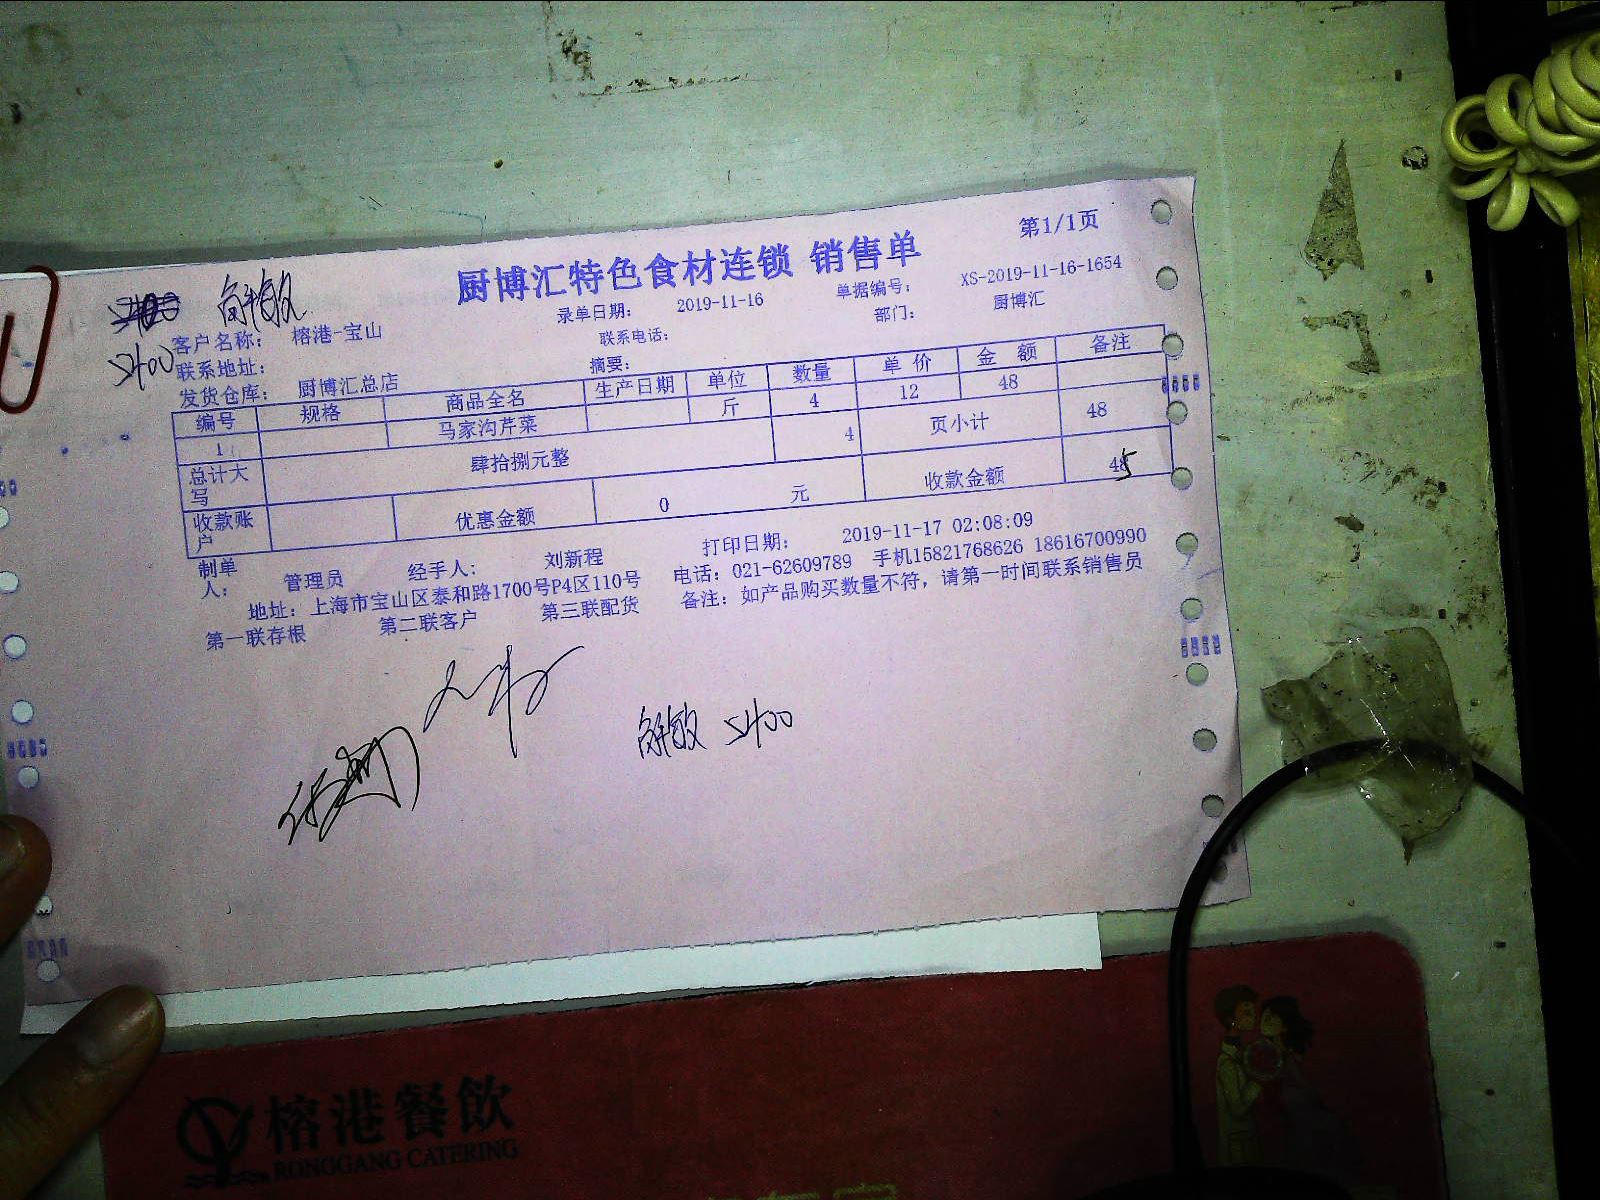 厨博汇特色食材连锁 销售单
第1/1页
录单日期: 2019-11-16
单据编号: XS-2019-11-16-1654
客户名称: 榕港-宝山
联系电话:
部门: 厨博汇
5400
联系地址:
摘要:
发货仓库: 厨博汇总店
编号 规格 商品全名 生产日期 单位 数量 单价 金额 备注
1 马家沟芹菜 斤 4 12 48
总计大写 肆拾捌元整 4 页小计 48
收款账户 优惠金额 0 元 收款金额 48
制单人: 管理员 经手人: 刘新程 打印日期: 2019-11-17 02:08:09
地址: 上海市宝山区泰和路1700号P4区110号 电话: 021-62609789 手机15821768626 18616700990
第一联存根 第二联客户 第三联配货 备注: 如产品购买数量不符，请第一时间联系销售员
5400
榕港餐飲
RONGGANG CATERING